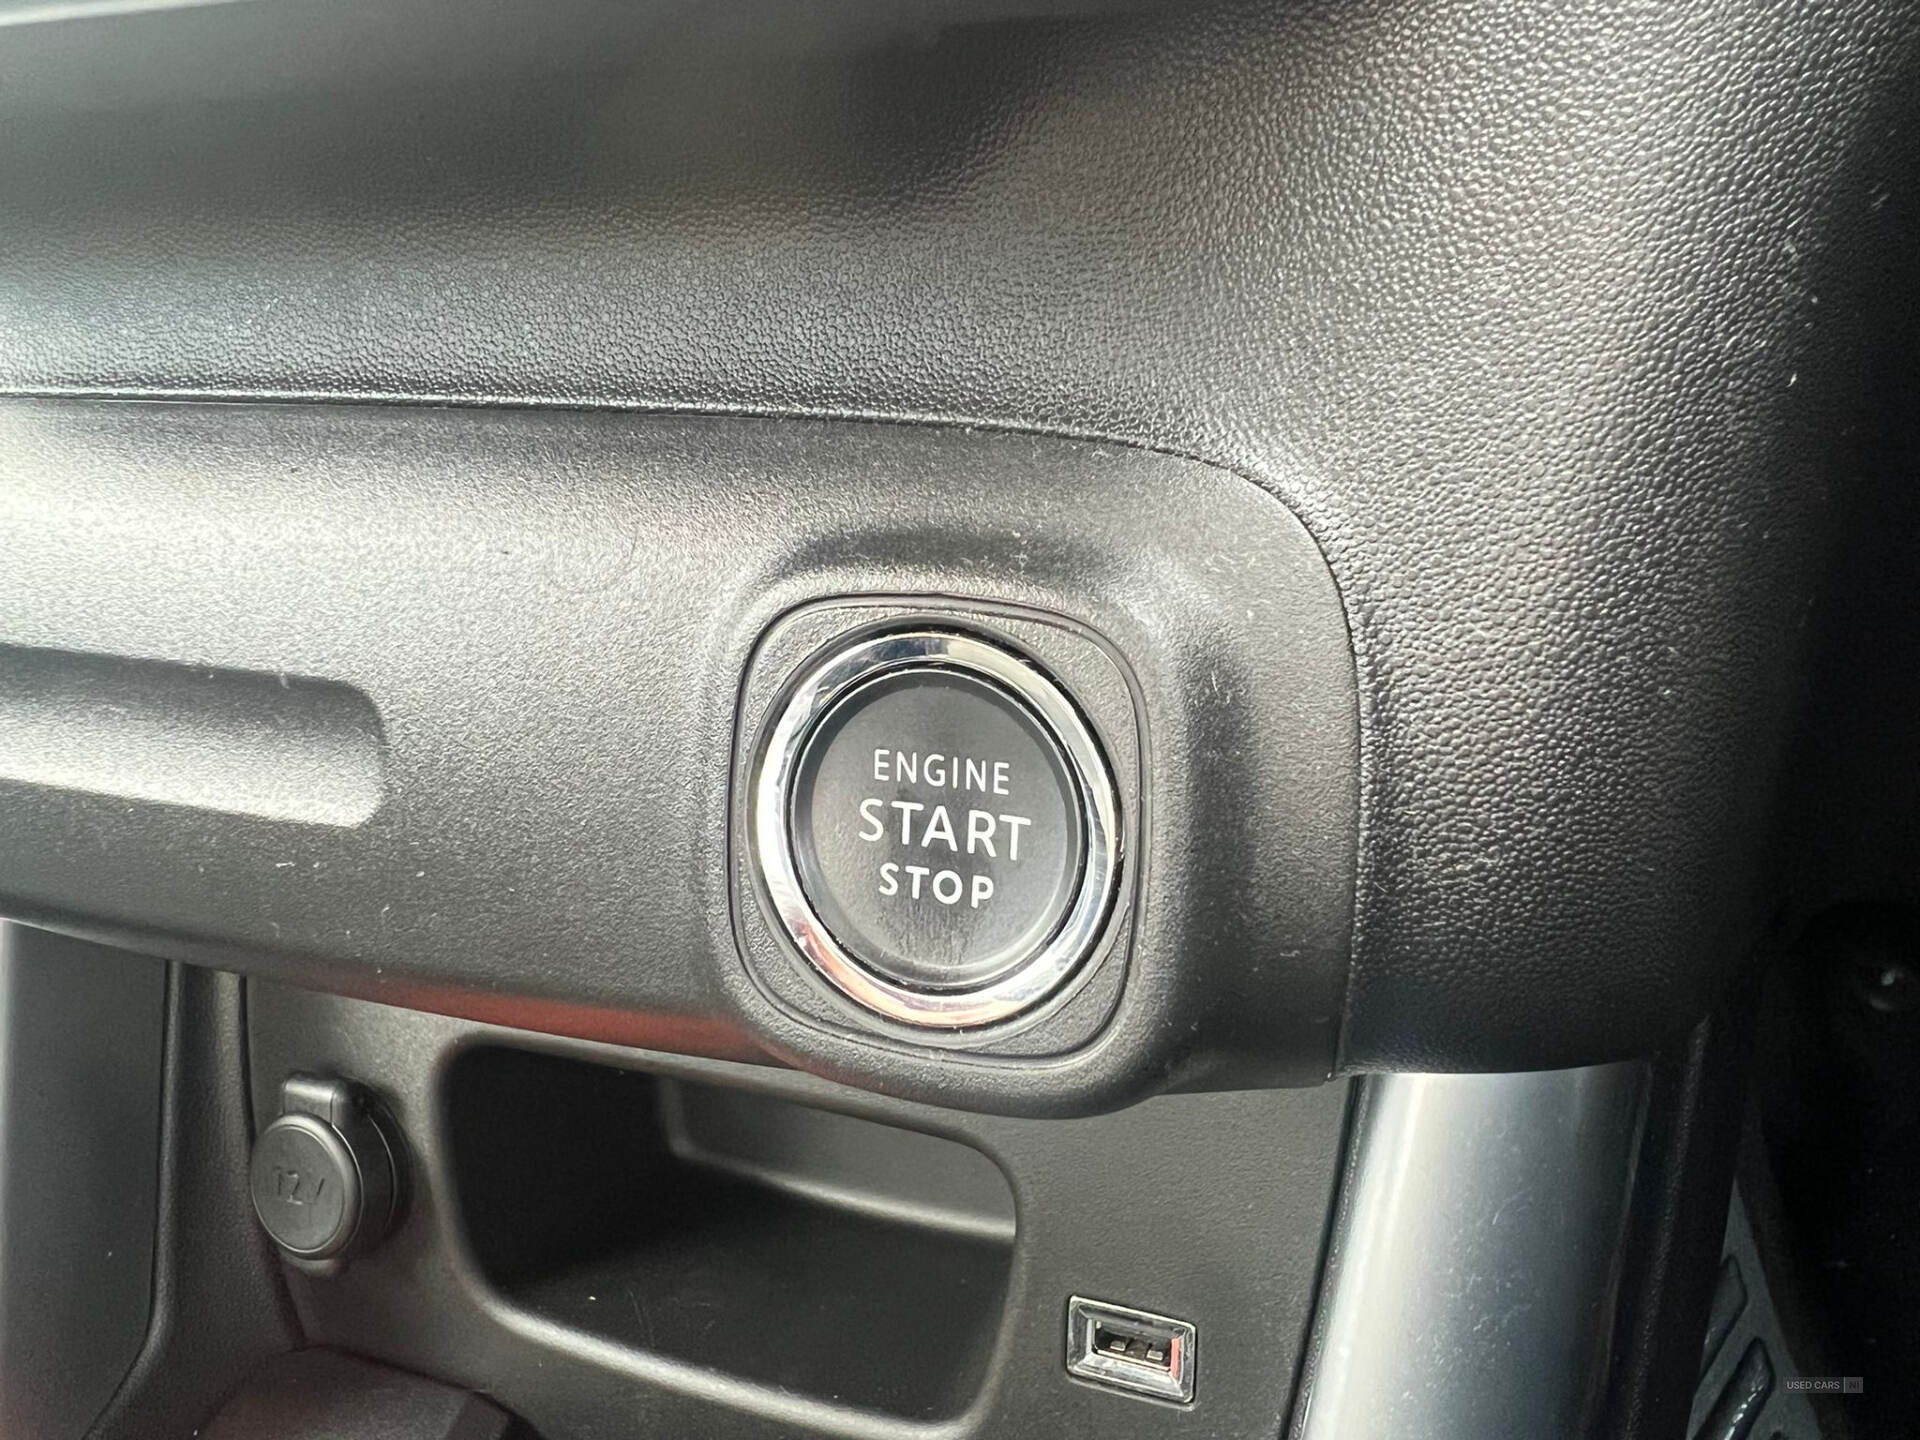 ENGINE
START
STOP
12V
USED CARS NI